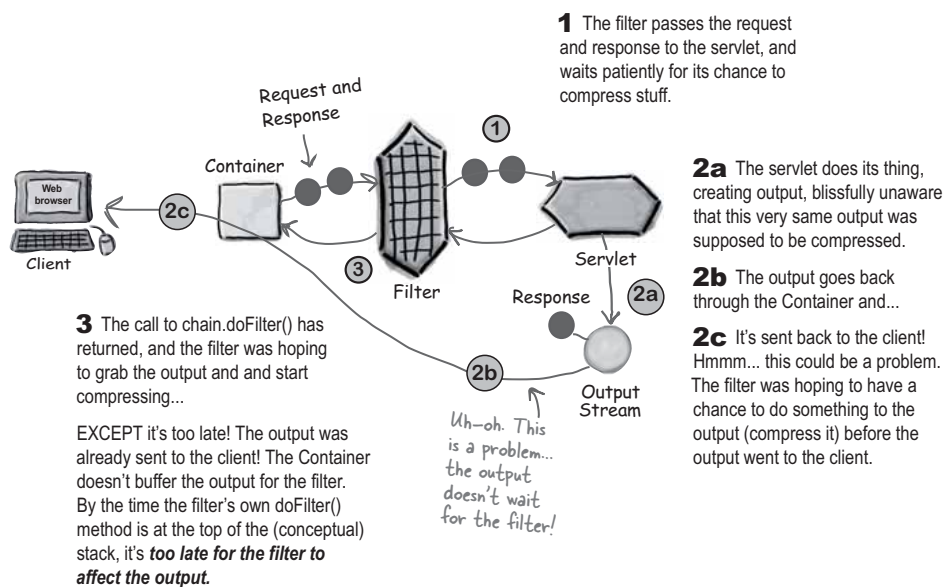 1 The filter passes the request
and response to the servlet, and
waits patiently for its chance to
compress stuff.
Request and
Response
1
Container
Web
browser
2c
Client
3
Filter
Servlet
Response
2a
2b
Output
Stream
Uh-oh. This
is a problem...
the output
doesn't wait
for the filter!
2a The servlet does its thing,
creating output, blissfully unaware
that this very same output was
supposed to be compressed.
2b The output goes back
through the Container and...
2c It's sent back to the client!
Hmmm... this could be a problem.
The filter was hoping to have a
chance to do something to the
output (compress it) before the
output went to the client.
3 The call to chain.doFilter() has
returned, and the filter was hoping
to grab the output and and start
compressing...
EXCEPT it's too late! The output was
already sent to the client! The Container
doesn't buffer the output for the filter.
By the time the filter's own doFilter()
method is at the top of the (conceptual)
stack, it's too late for the filter to
affect the output.